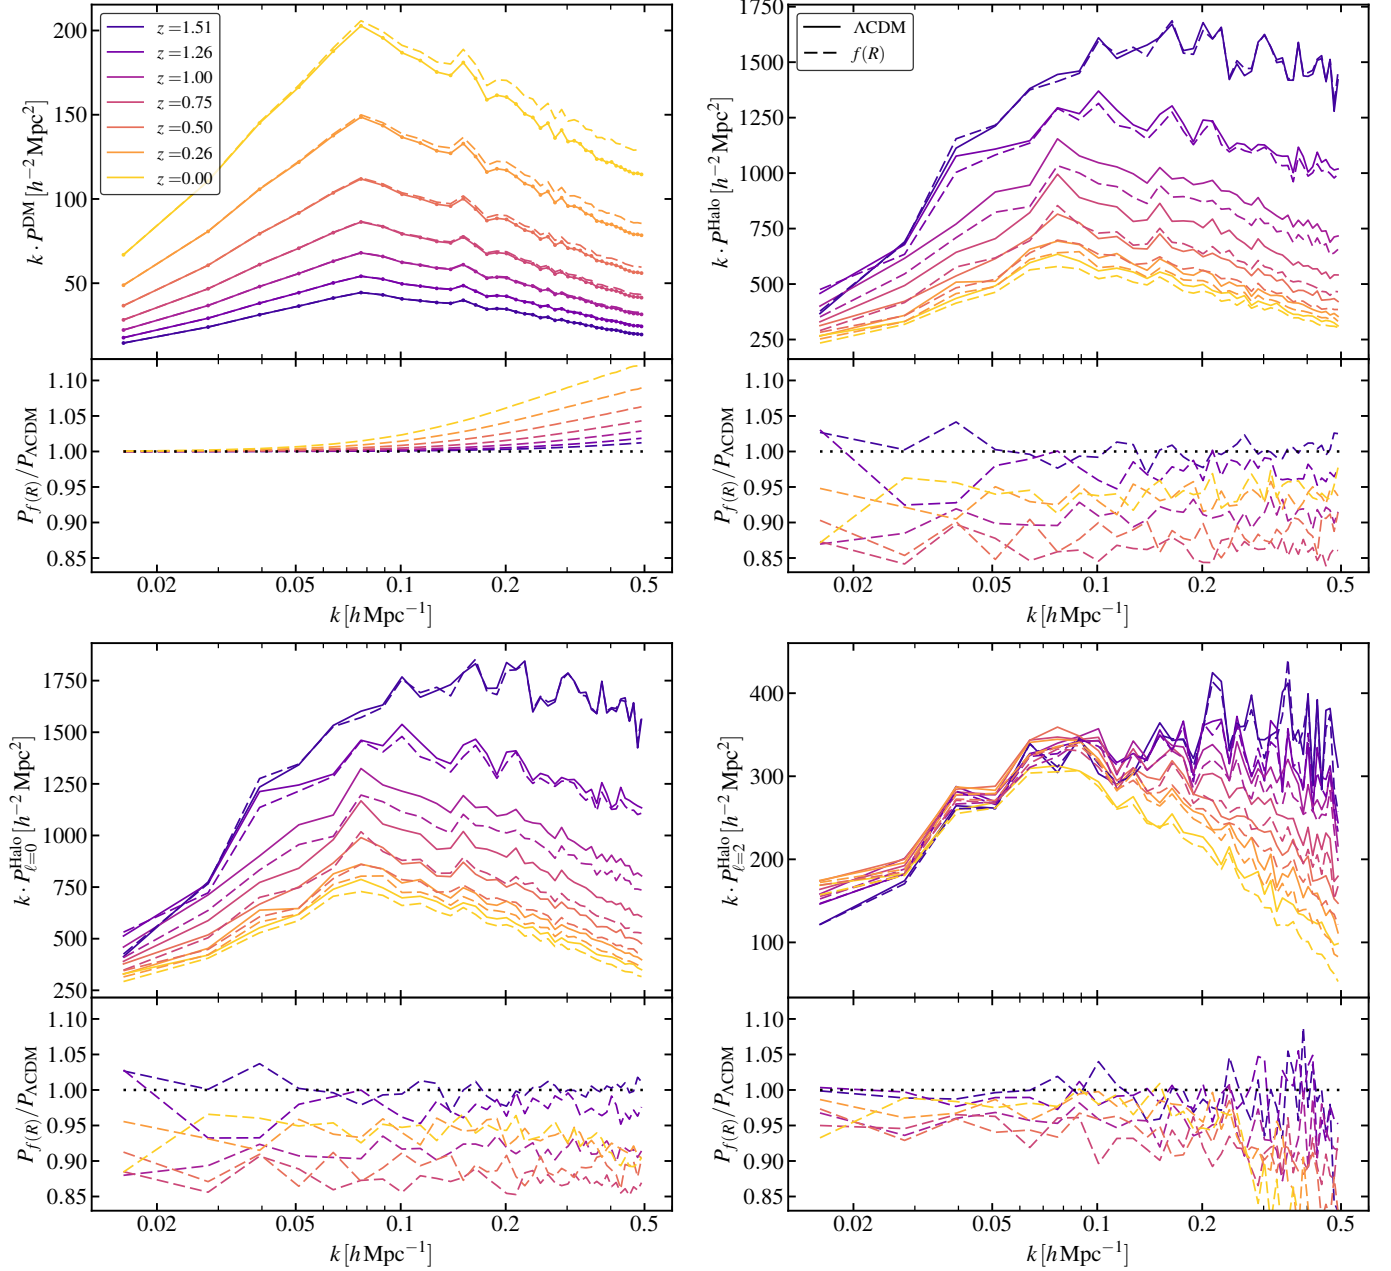 k · P^DM [h^−2 Mpc^2]
200
150
100
50
z = 1.51
z = 1.26
z = 1.00
z = 0.75
z = 0.50
z = 0.26
z = 0.00
P_f(R)/P_ΛCDM
1.10
1.05
1.00
0.95
0.90
0.85
0.02 0.05 0.1 0.2 0.5
k [h Mpc^−1]
k · P^Halo [h^−2 Mpc^2]
1750
1500
1250
1000
750
500
250
ΛCDM
f(R)
P_f(R)/P_ΛCDM
1.10
1.05
1.00
0.95
0.90
0.85
0.02 0.05 0.1 0.2 0.5
k [h Mpc^−1]
k · P^Halo_ℓ=0 [h^−2 Mpc^2]
1750
1500
1250
1000
750
500
250
P_f(R)/P_ΛCDM
1.10
1.05
1.00
0.95
0.90
0.85
0.02 0.05 0.1 0.2 0.5
k [h Mpc^−1]
k · P^Halo_ℓ=2 [h^−2 Mpc^2]
400
300
200
100
P_f(R)/P_ΛCDM
1.10
1.05
1.00
0.95
0.90
0.85
0.02 0.05 0.1 0.2 0.5
k [h Mpc^−1]